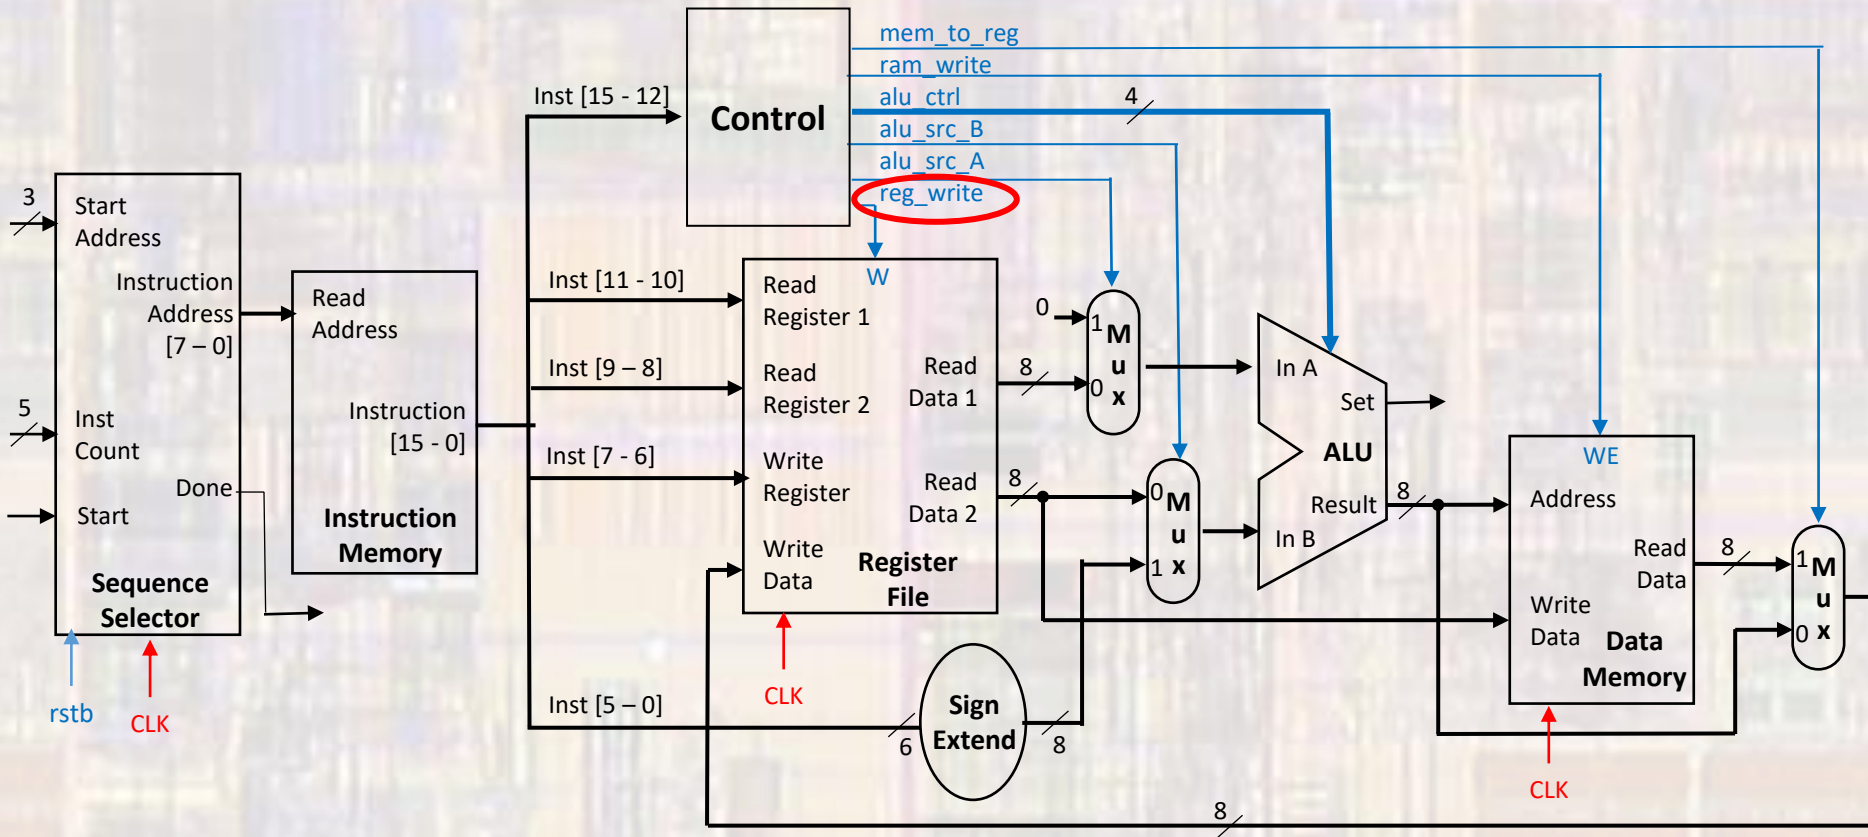 mem_to_reg
ram_write
alu_ctrl
4
alu_src_B
alu_src_A
reg_write
Control
Inst [15 - 12]
3
Start
Address
Instruction
Address
[7 – 0]
5
Inst
Count
Done
Start
Sequence
Selector
rstb
CLK
Read
Address
Instruction
[15 - 0]
Instruction
Memory
Inst [11 - 10]
Inst [9 – 8]
Inst [7 - 6]
Inst [5 – 0]
6
W
Read
Register 1
Read
Register 2
Write
Register
Write
Data
Read
Data 1
Read
Data 2
Register
File
CLK
8
8
Sign
Extend
8
0
1
M
u
x
0
0
M
u
x
1
In A
Set
ALU
Result
In B
8
WE
Address
Read
Data
Write
Data
Data
Memory
CLK
8
1
M
u
x
0
8